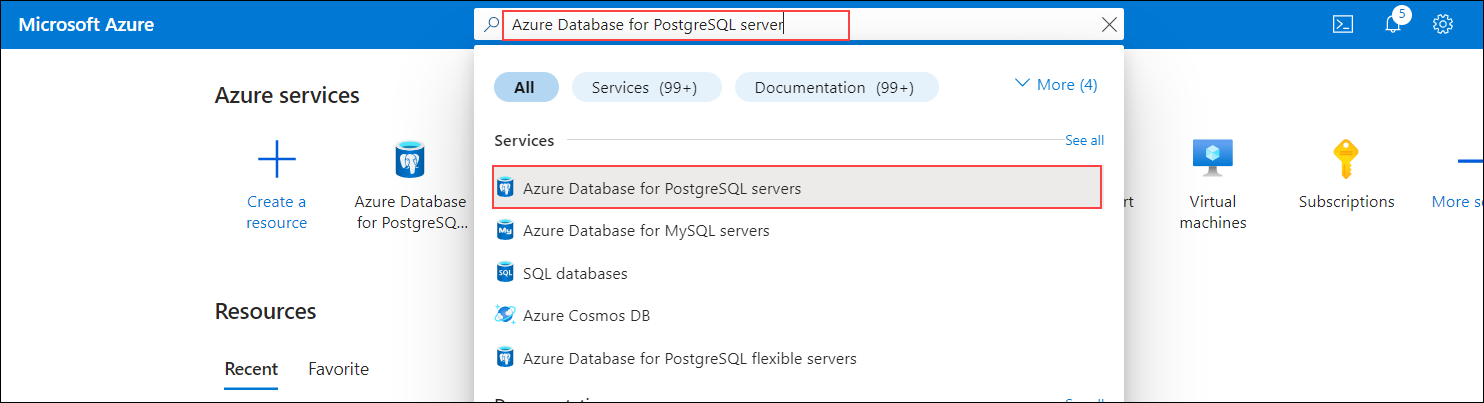 Microsoft Azure
Azure Database for PostgreSQL server
5
All
Services (99+)
Documentation (99+)
More (4)
Azure services
Services
See all
Create a
resource
Azure Database
for PostgreSQ...
Azure Database for PostgreSQL servers
Azure Database for MySQL servers
SQL databases
Azure Cosmos DB
Azure Database for PostgreSQL flexible servers
rt
Virtual
machines
Subscriptions
More se
Resources
Recent
Favorite